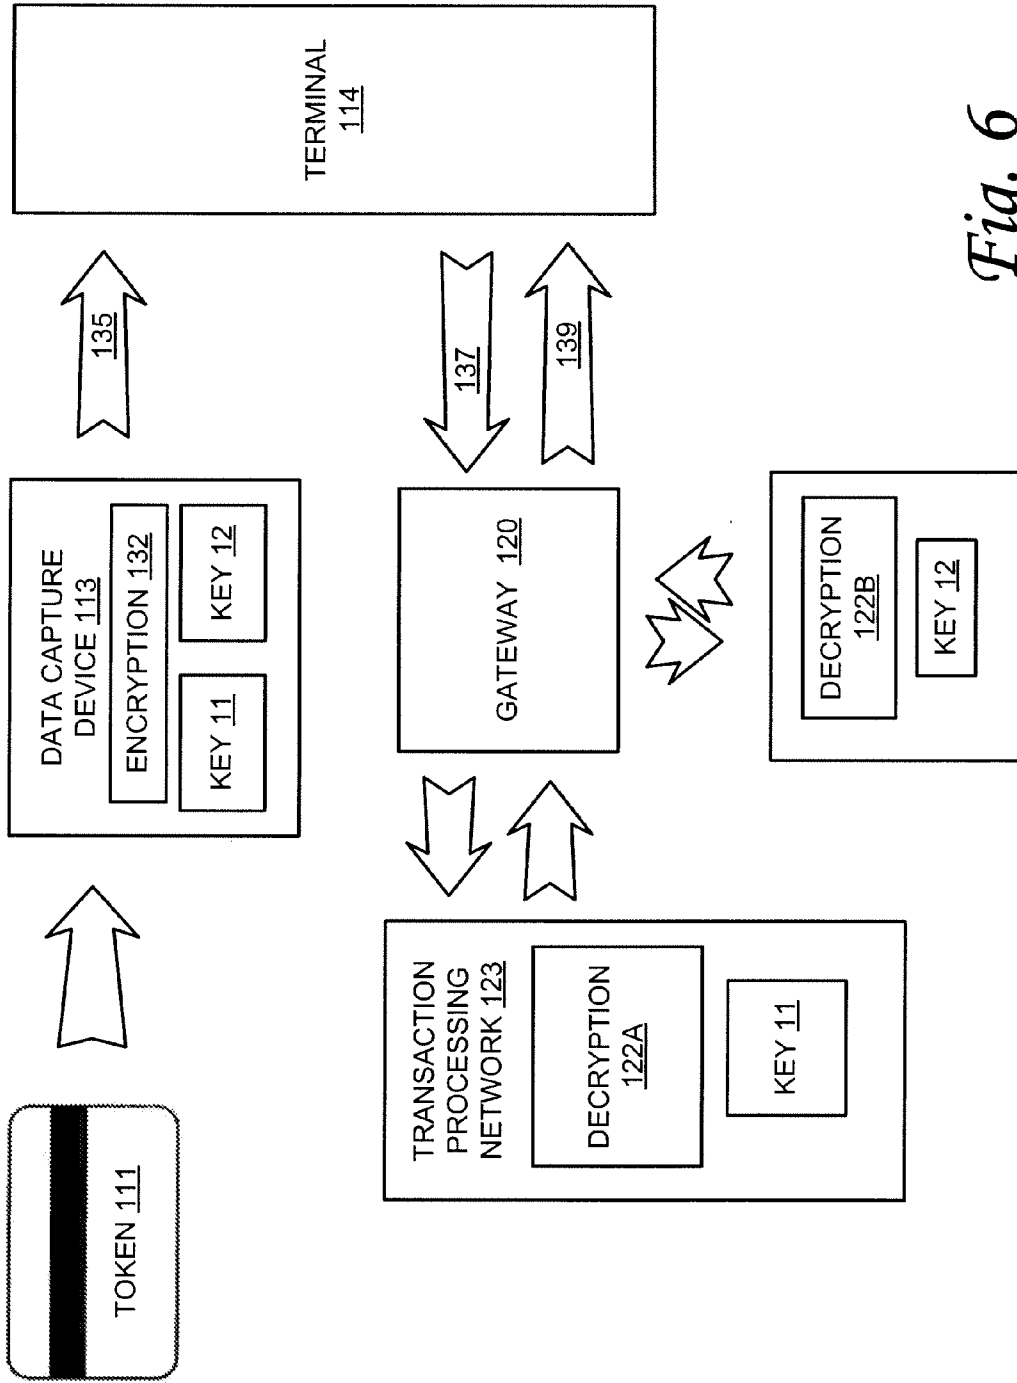 TOKEN 111
DATA CAPTURE
DEVICE 113
ENCRYPTION 132
KEY 11
KEY 12
135
TERMINAL
114
TRANSACTION
PROCESSING
NETWORK 123
DECRYPTION
122A
KEY 11
GATEWAY 120
137
139
DECRYPTION
122B
KEY 12
Fig. 6